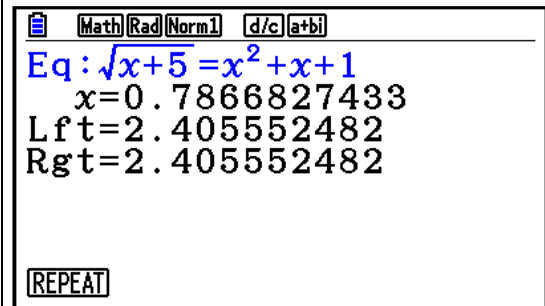 Math Rad Norm1 d/c a+bi
Eq:√x+5=x²+x+1
x=0.7866827433
Lft=2.405552482
Rgt=2.405552482
REPEAT